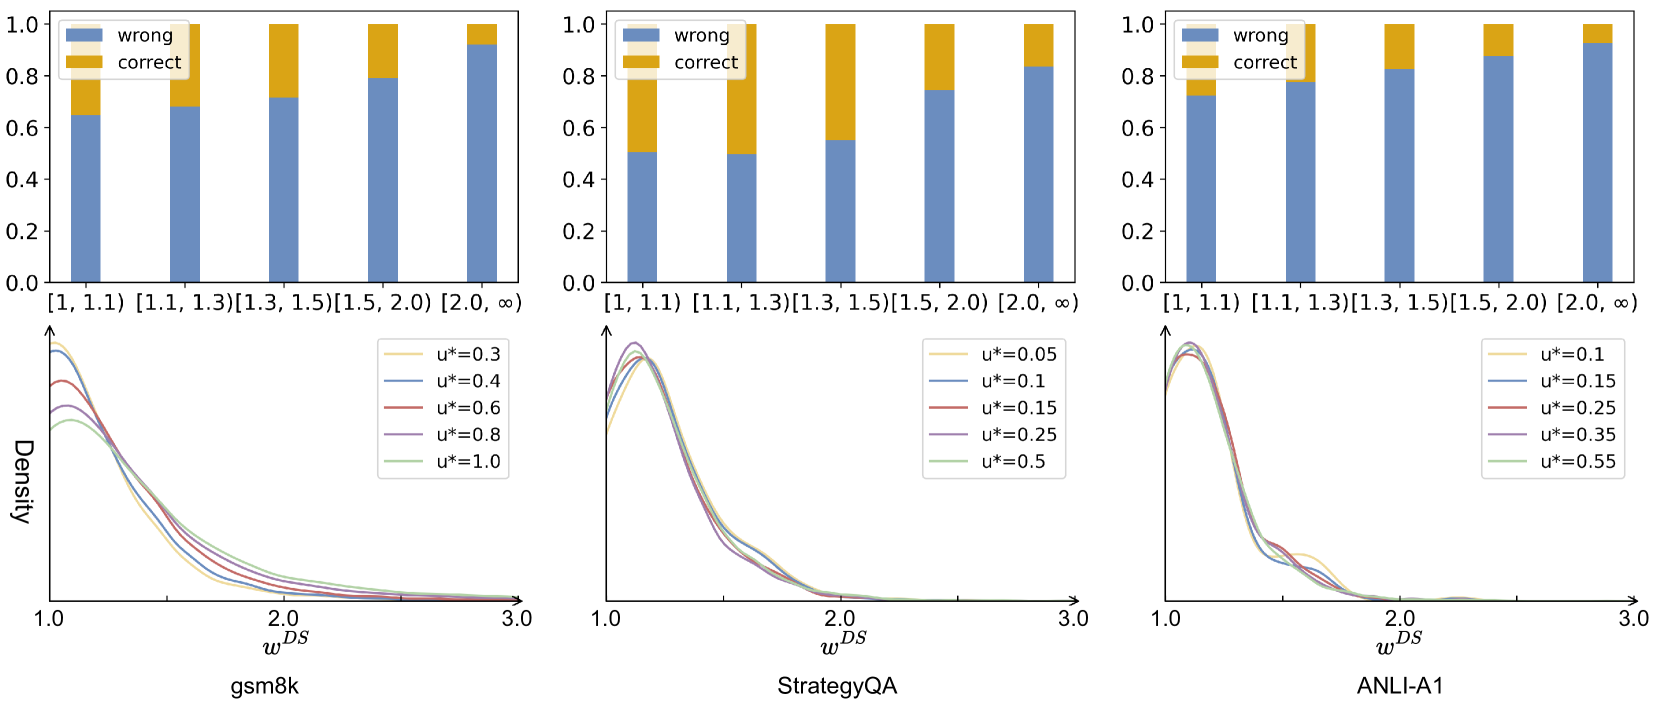 1.0
0.8
0.6
0.4
0.2
0.0
wrong
correct
[1, 1.1) [1.1, 1.3) [1.3, 1.5) [1.5, 2.0) [2.0, ∞)
1.0
0.8
0.6
0.4
0.2
0.0
wrong
correct
[1, 1.1) [1.1, 1.3) [1.3, 1.5) [1.5, 2.0) [2.0, ∞)
1.0
0.8
0.6
0.4
0.2
0.0
wrong
correct
[1, 1.1) [1.1, 1.3) [1.3, 1.5) [1.5, 2.0) [2.0, ∞)
Density
u*=0.3
u*=0.4
u*=0.6
u*=0.8
u*=1.0
1.0 2.0 3.0
w^DS
gsm8k
u*=0.05
u*=0.1
u*=0.15
u*=0.25
u*=0.5
1.0 2.0 3.0
w^DS
StrategyQA
u*=0.1
u*=0.15
u*=0.25
u*=0.35
u*=0.55
1.0 2.0 3.0
w^DS
ANLI-A1